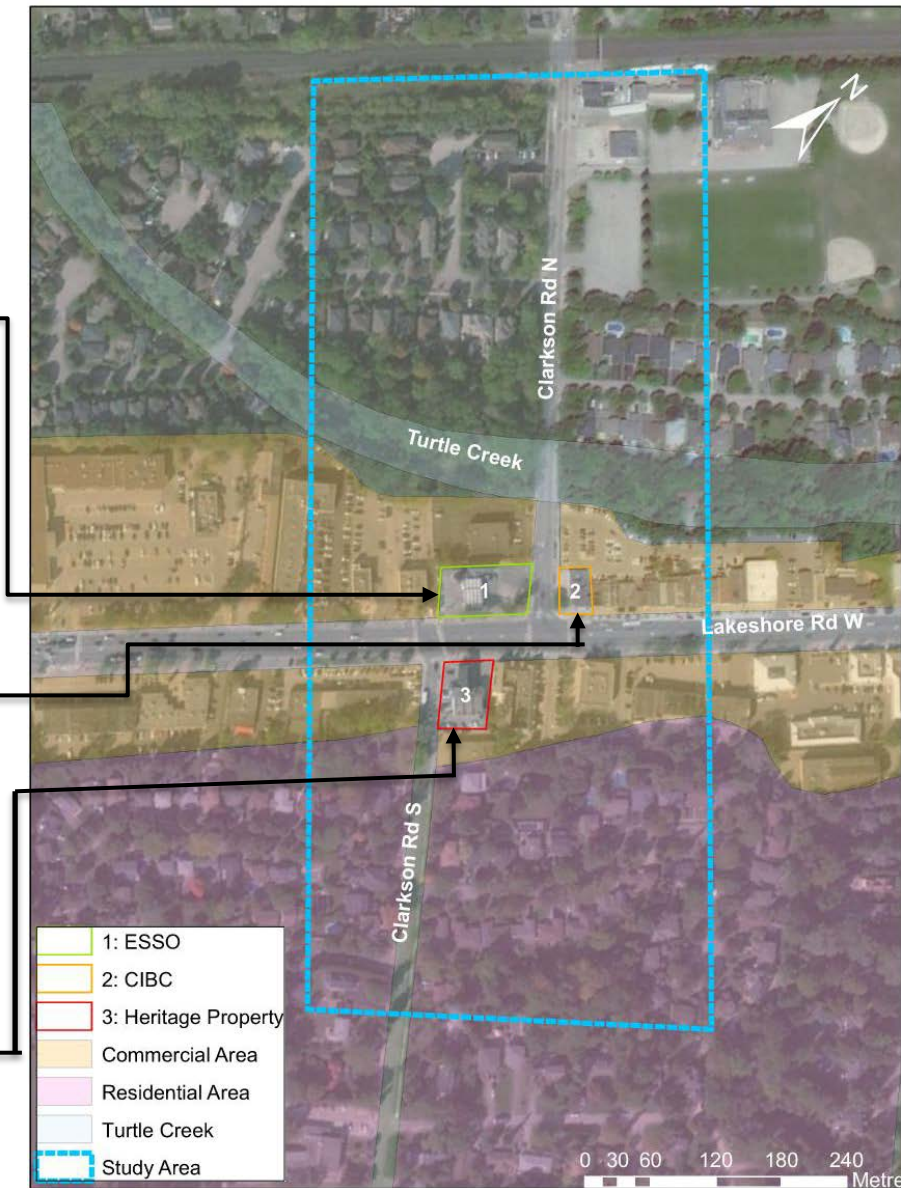 N
Clarkson Rd N
Turtle Creek
1
2
Lakeshore Rd W
3
Clarkson Rd S
1: ESSO
2: CIBC
3: Heritage Property
Commercial Area
Residential Area
Turtle Creek
Study Area
0 30 60 120 180 240
Metre